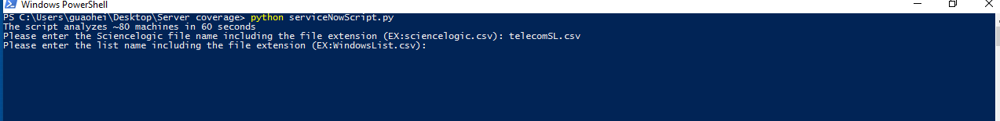 Windows PowerShell
PS C:\Users\guaohei\Desktop\Server coverage> python serviceNowScript.py
The script analyzes ~80 machines in 60 seconds
Please enter the Sciencelogic file name including the file extension (EX:sciencelogic.csv): telecomSL.csv
Please enter the list name including the file extension (EX:WindowsList.csv):